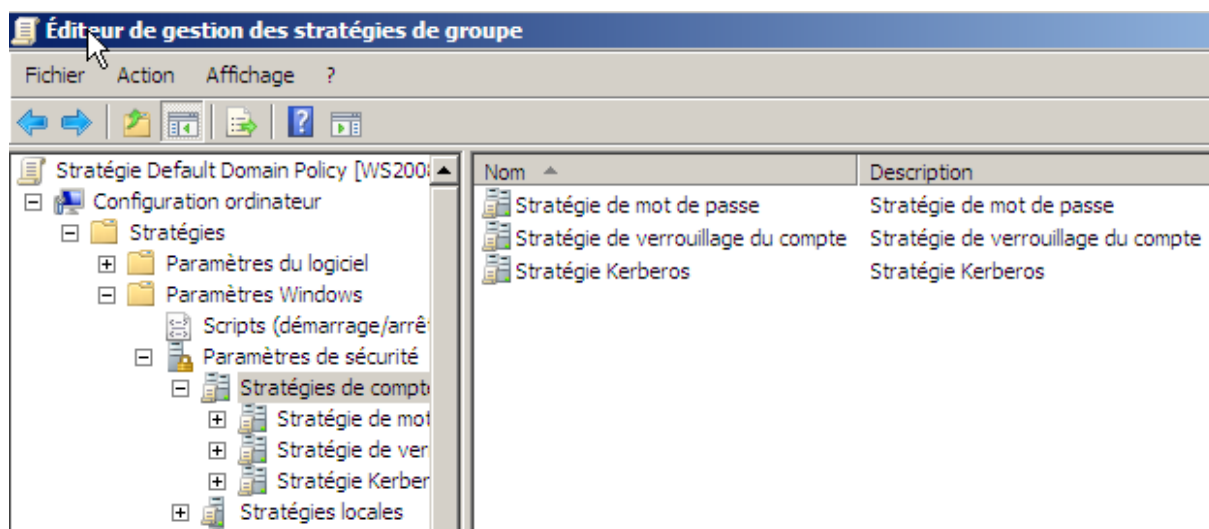 Éditeur de gestion des stratégies de groupe
Fichier Action Affichage ?
Stratégie Default Domain Policy [WS200
Configuration ordinateur
Stratégies
Paramètres du logiciel
Paramètres Windows
Scripts (démarrage/arrê
Paramètres de sécurité
Stratégies de compt
Stratégie de mot
Stratégie de ver
Stratégie Kerber
Stratégies locales
Nom Description
Stratégie de mot de passe Stratégie de mot de passe
Stratégie de verrouillage du compte Stratégie de verrouillage du compte
Stratégie Kerberos Stratégie Kerberos